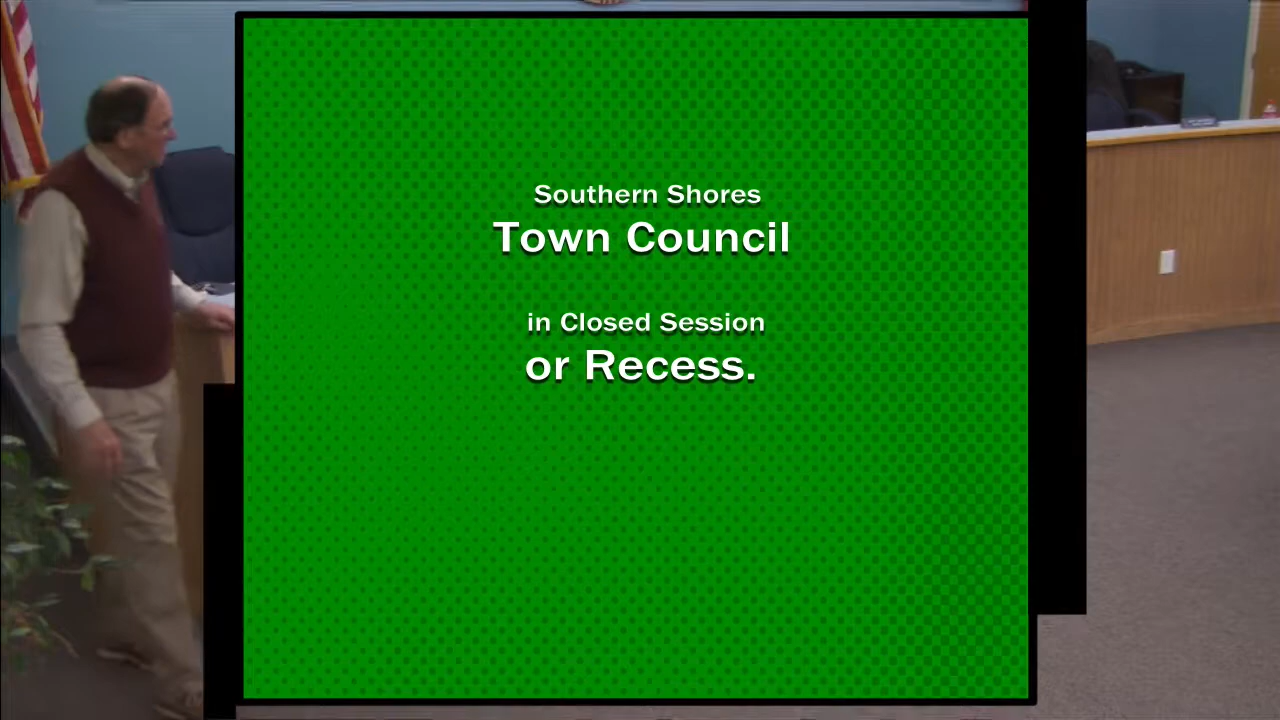 Southern Shores
Town Council
in Closed Session
or Recess.